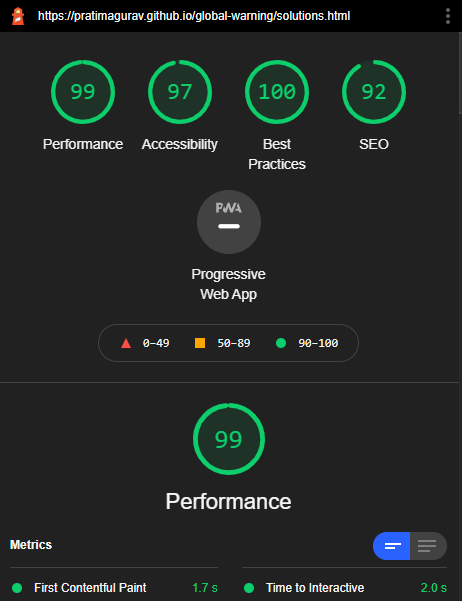 https://pratimagurav.github.io/global-warning/solutions.html
99 97 100 92
Performance Accessibility Best Practices SEO
PWA
Progressive
Web App
0–49 50–89 90–100
99
Performance
Metrics
First Contentful Paint 1.7 s Time to Interactive 2.0 s